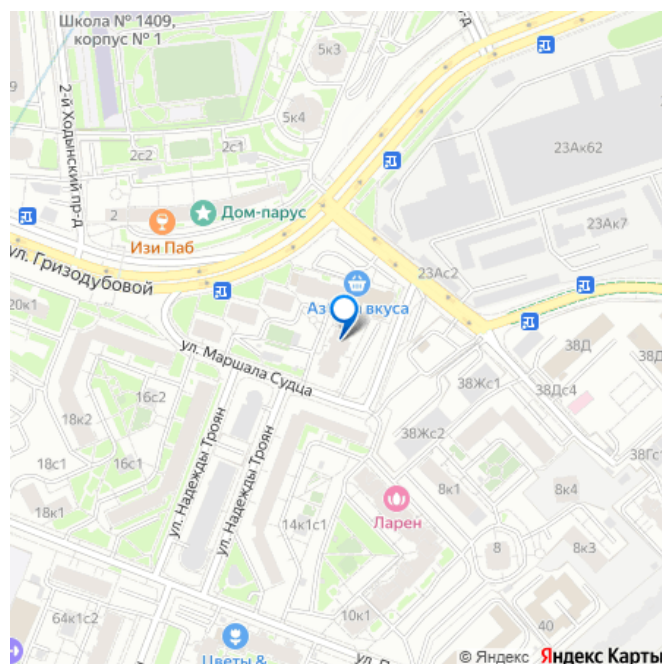 Школа № 1409,
корпус № 1
5к3
2-й Ходынский пр-д
5к4
2с2
2с1
23Ак62
2
Дом-парус
Изи Паб
23Ак7
ул. Гризодубовой
23Ас2
20к1
ул. Маршала Судца
38Д
38Жс1
38Дс4
16с2
18к2
38Жс2
18с1
16с1
ул. Надежды Троян
ул. Надежды Троян
8к1
8к4
18к1
14к1с1
Ларен
8
8к3
64к1с2
10к1
40
Цветы &
© Яндекс Яндекс Карты